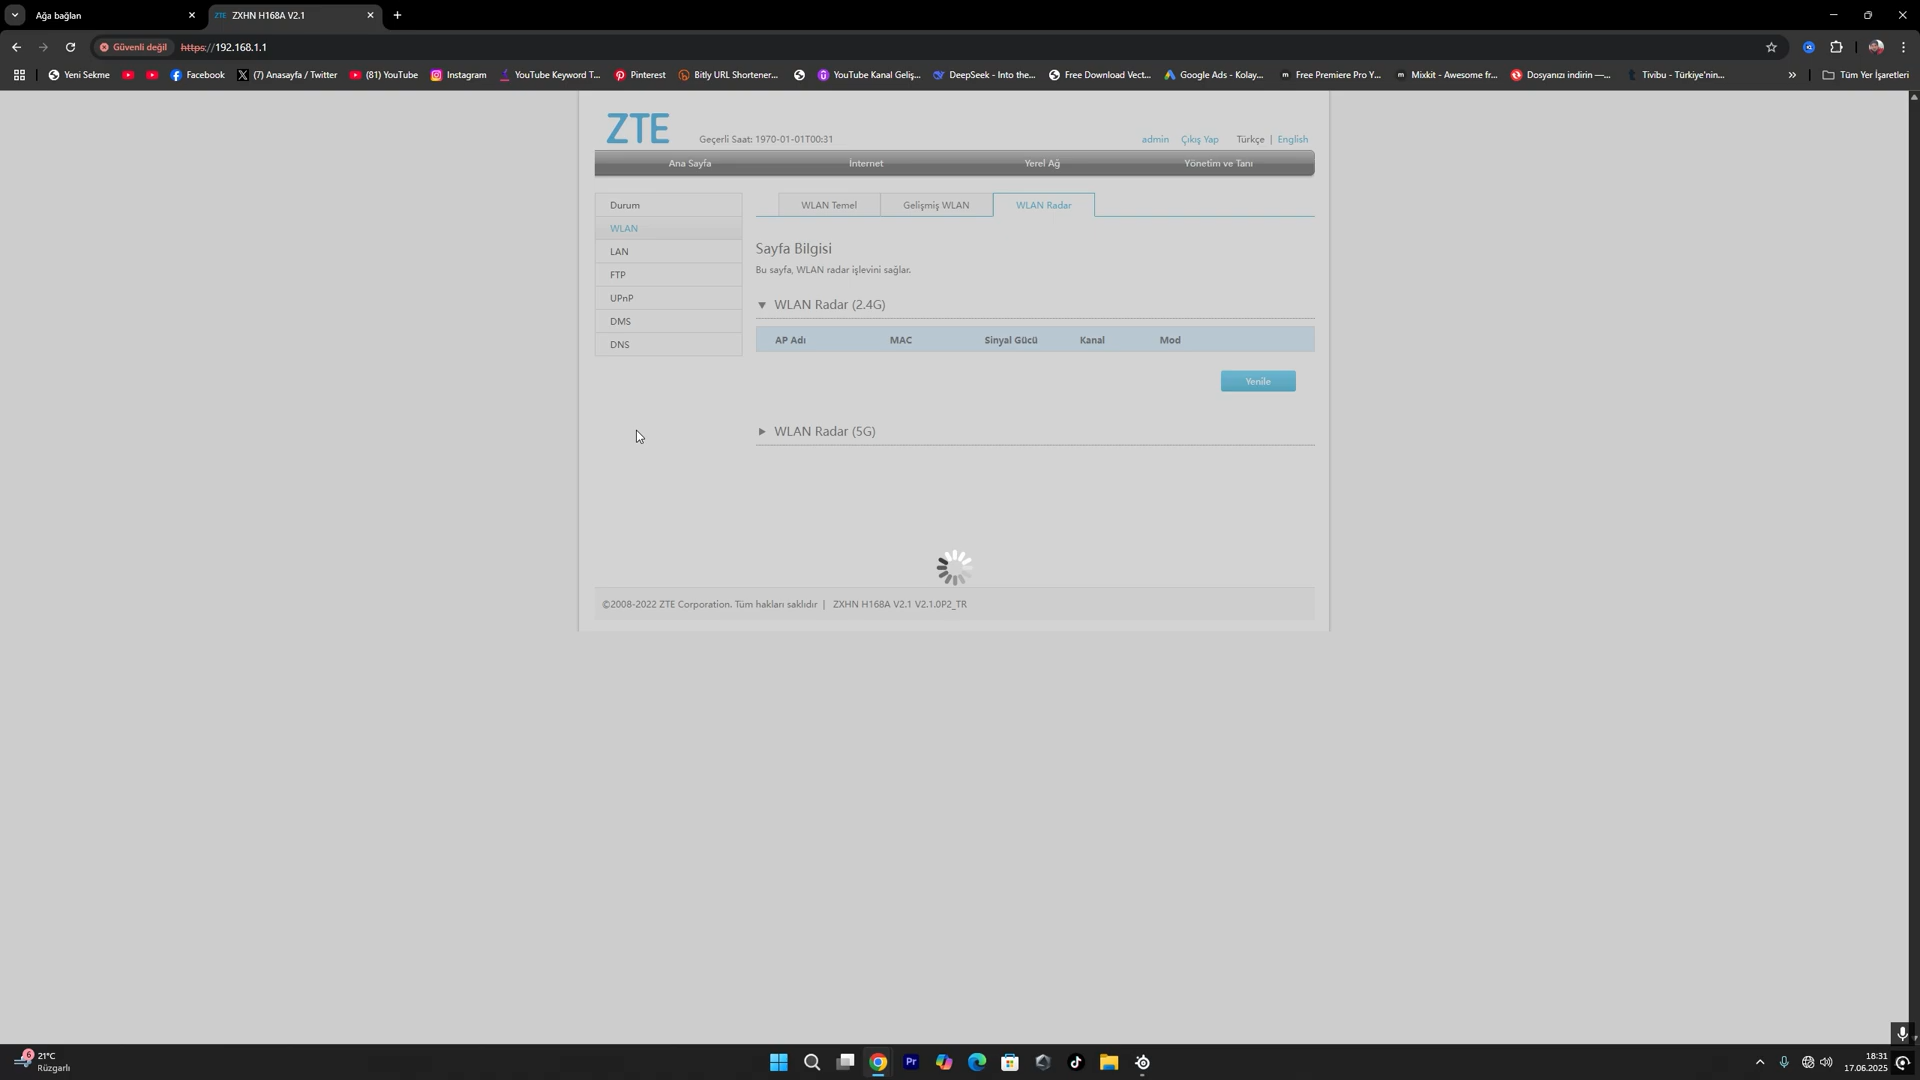 Ağa bağlan
ZTE ZXHN H168A V2.1
Güvenli değil https://192.168.1.1
Yeni Sekme Facebook (7) Anasayfa / Twitter (81) YouTube Instagram YouTube Keyword T... Pinterest Bitly URL Shortener... YouTube Kanal Geliş... DeepSeek - Into the... Free Download Vect... Google Ads - Kolay... Free Premiere Pro Y... Mixkit - Awesome fr... Dosyanızı indirin —... Tivibu - Türkiye'nin... Tüm Yer İşaretleri
ZTE
Geçerli Saat: 1970-01-01T00:31 admin Çıkış Yap Türkçe | English
Ana Sayfa İnternet Yerel Ağ Yönetim ve Tanı
Durum
WLAN
LAN
FTP
UPnP
DMS
DNS
WLAN Temel Gelişmiş WLAN WLAN Radar
Sayfa Bilgisi
Bu sayfa, WLAN radar işlevini sağlar.
WLAN Radar (2.4G)
AP Adı MAC Sinyal Gücü Kanal Mod
Yenile
WLAN Radar (5G)
©2008-2022 ZTE Corporation. Tüm hakları saklıdır | ZXHN H168A V2.1 V2.1.0P2_TR
6
21°C
Rüzgarlı
Pr
18:31
17.06.2025